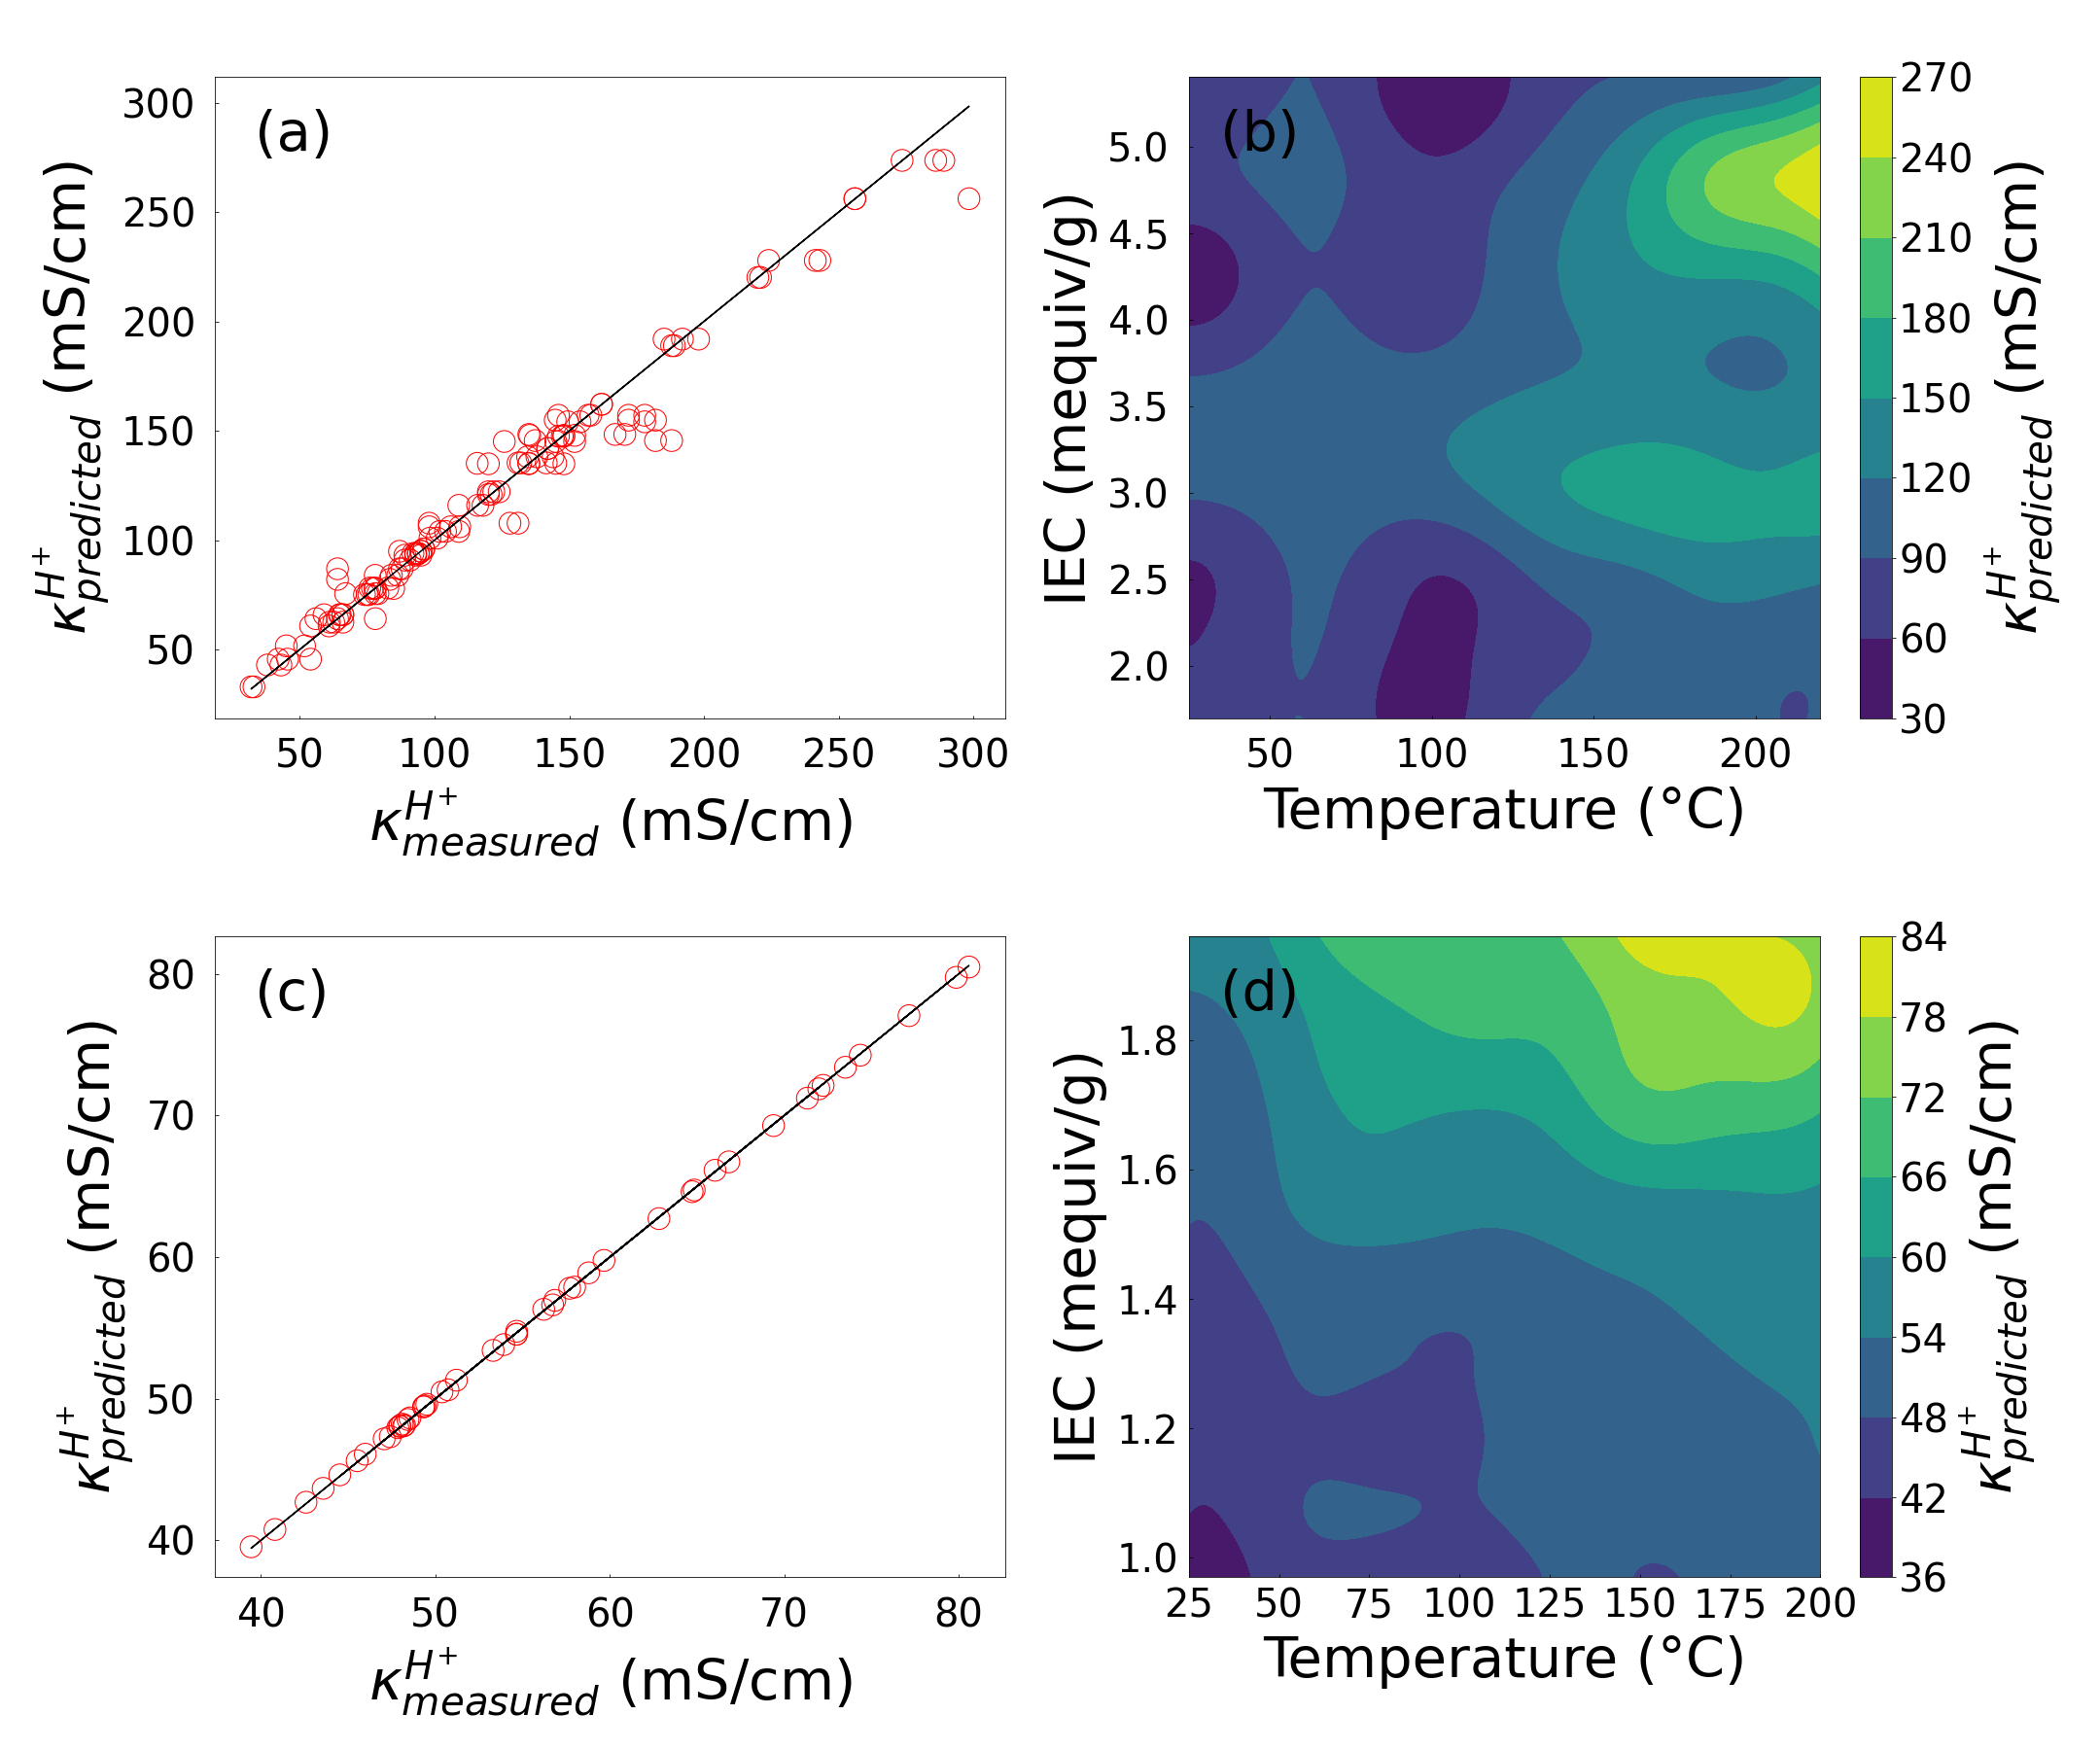 (a)
300
250
200
150
100
50
κ^{H+}_{predicted} (mS/cm)
50 100 150 200 250 300
κ^{H+}_{measured} (mS/cm)
(b)
5.0
4.5
4.0
3.5
3.0
2.5
2.0
IEC (mequiv/g)
50 100 150 200
Temperature (°C)
270
240
210
180
150
120
90
60
30
κ^{H+}_{predicted} (mS/cm)
(c)
80
70
60
50
40
κ^{H+}_{predicted} (mS/cm)
40 50 60 70 80
κ^{H+}_{measured} (mS/cm)
(d)
1.8
1.6
1.4
1.2
1.0
IEC (mequiv/g)
25 50 75 100 125 150 175 200
Temperature (°C)
84
78
72
66
60
54
48
42
36
κ^{H+}_{predicted} (mS/cm)